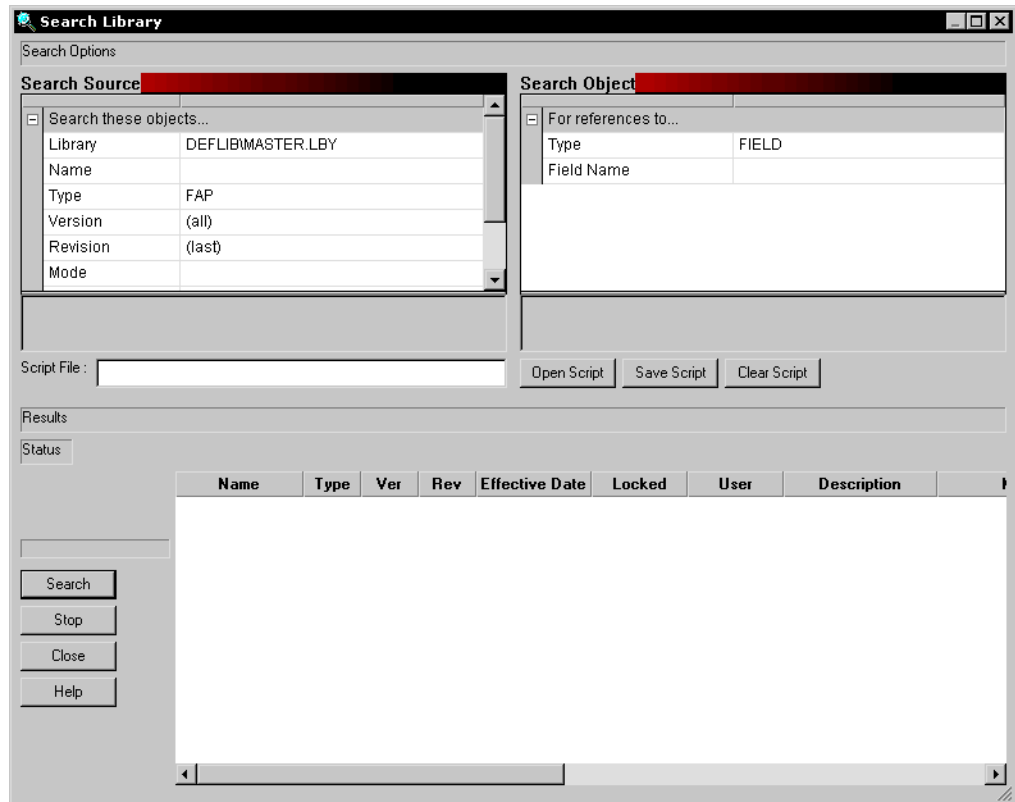 Search Library
Search Options
Search Source
Search these objects...
Library DEFLIB\MASTER.LBY
Name
Type FAP
Version (all)
Revision (last)
Mode
Search Object
For references to...
Type FIELD
Field Name
Script File :
Open Script Save Script Clear Script
Results
Status
Name Type Ver Rev Effective Date Locked User Description
Search
Stop
Close
Help